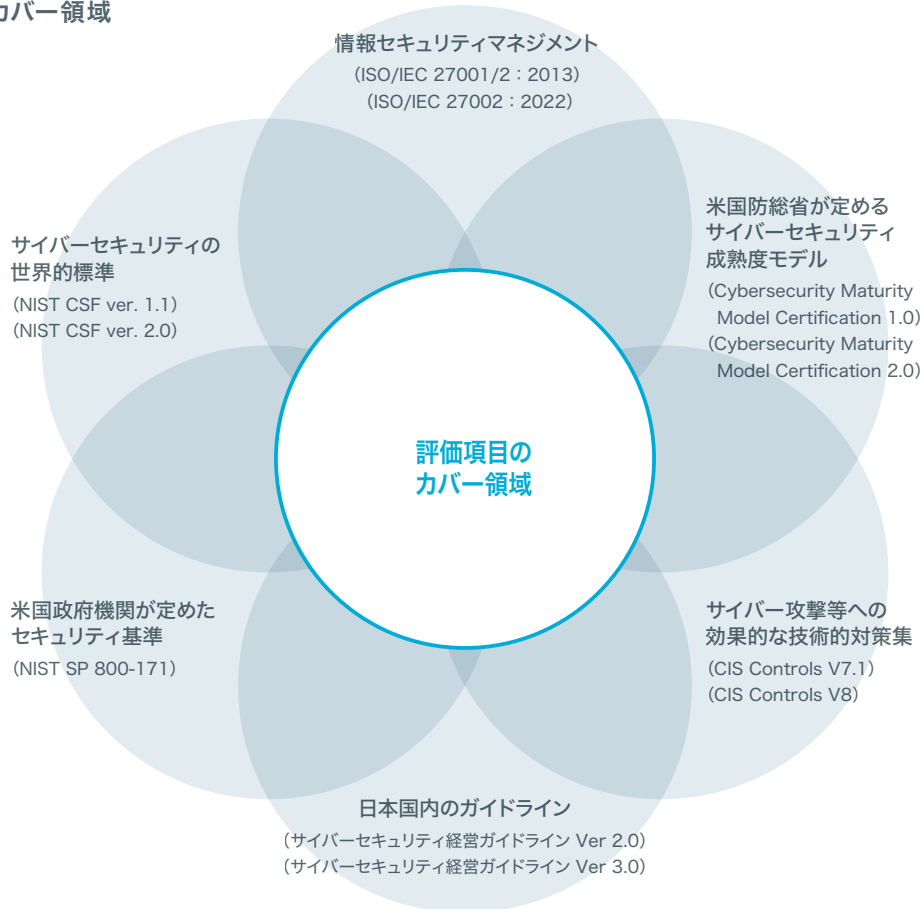 カバー領域
情報セキュリティマネジメント
（ISO/IEC 27001/2：2013）
（ISO/IEC 27002：2022）
米国防総省が定める
サイバーセキュリティ
成熟度モデル
（Cybersecurity Maturity
Model Certification 1.0）
（Cybersecurity Maturity
Model Certification 2.0）
サイバーセキュリティの
世界的標準
（NIST CSF ver. 1.1）
（NIST CSF ver. 2.0）
評価項目の
カバー領域
米国政府機関が定めた
セキュリティ基準
（NIST SP 800-171）
サイバー攻撃等への
効果的な技術的対策集
（CIS Controls V7.1）
（CIS Controls V8）
日本国内のガイドライン
（サイバーセキュリティ経営ガイドライン Ver 2.0）
（サイバーセキュリティ経営ガイドライン Ver 3.0）